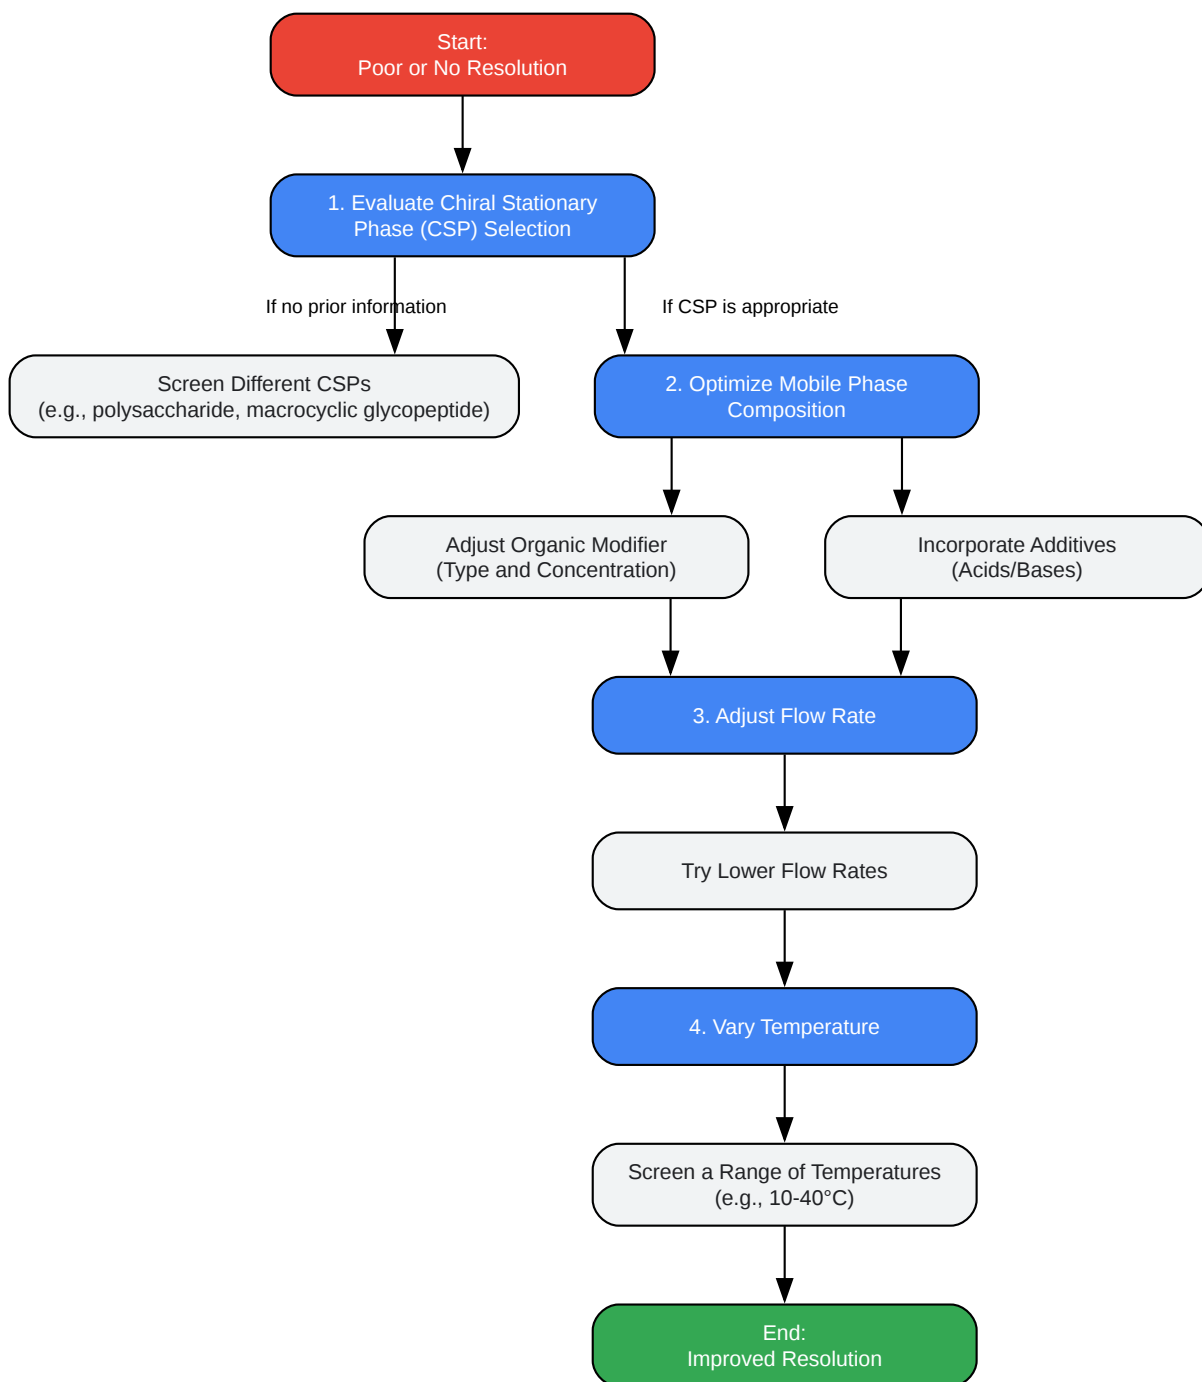 Start:
Poor or No Resolution
1. Evaluate Chiral Stationary
Phase (CSP) Selection
If no prior information
If CSP is appropriate
Screen Different CSPs
(e.g., polysaccharide, macrocyclic glycopeptide)
2. Optimize Mobile Phase
Composition
Adjust Organic Modifier
(Type and Concentration)
Incorporate Additives
(Acids/Bases)
3. Adjust Flow Rate
Try Lower Flow Rates
4. Vary Temperature
Screen a Range of Temperatures
(e.g., 10-40°C)
End:
Improved Resolution